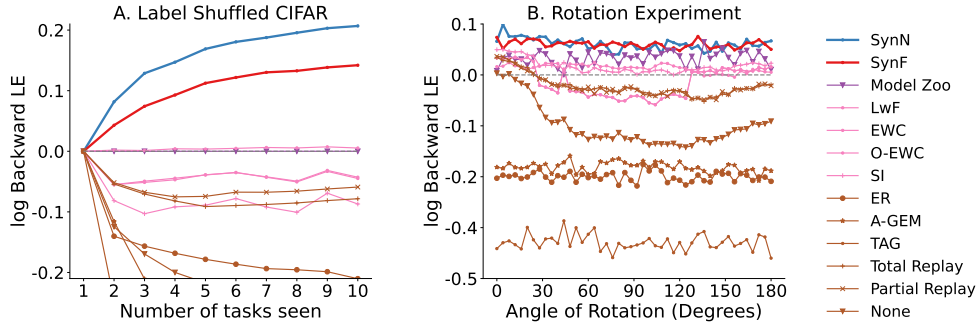 A. Label Shuffled CIFAR
log Backward LE
0.2
0.1
0.0
-0.1
-0.2
1 2 3 4 5 6 7 8 9 10
Number of tasks seen
B. Rotation Experiment
log Backward LE
0.1
0.0
-0.1
-0.2
-0.4
-0.5
0 30 60 90 120 150 180
Angle of Rotation (Degrees)
SynN
SynF
Model Zoo
LwF
EWC
O-EWC
SI
ER
A-GEM
TAG
Total Replay
Partial Replay
None